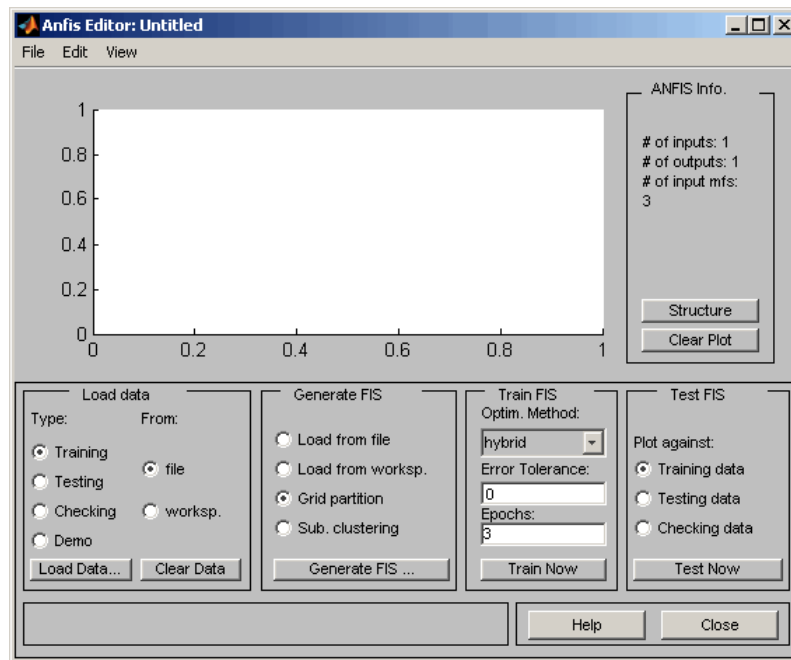 Anfis Editor: Untitled
File Edit View
ANFIS Info.
# of inputs: 1
# of outputs: 1
# of input mfs:
3
1
0.8
0.6
0.4
0.2
0
0 0.2 0.4 0.6 0.8 1
Structure
Clear Plot
Load data
Type: From:
Training
Testing
Checking
Demo
file
worksp.
Load Data... Clear Data
Generate FIS
Load from file
Load from worksp.
Grid partition
Sub. clustering
Generate FIS ...
Train FIS
Optim. Method:
hybrid
Error Tolerance:
0
Epochs:
3
Train Now
Test FIS
Plot against:
Training data
Testing data
Checking data
Test Now
Help Close